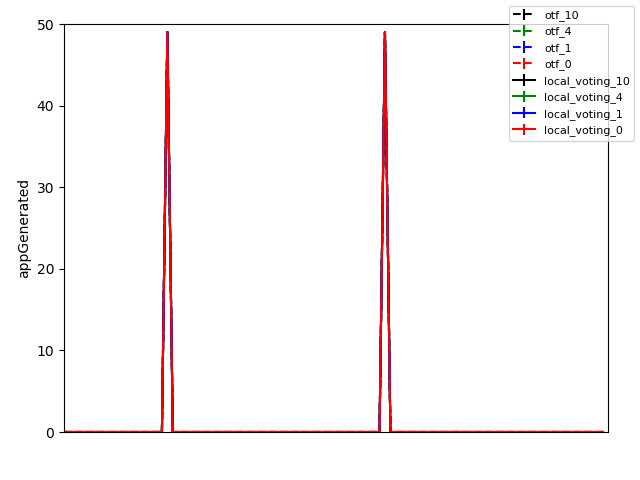 50
40
30
20
10
0
appGenerated
otf_10
otf_4
otf_1
otf_0
local_voting_10
local_voting_4
local_voting_1
local_voting_0